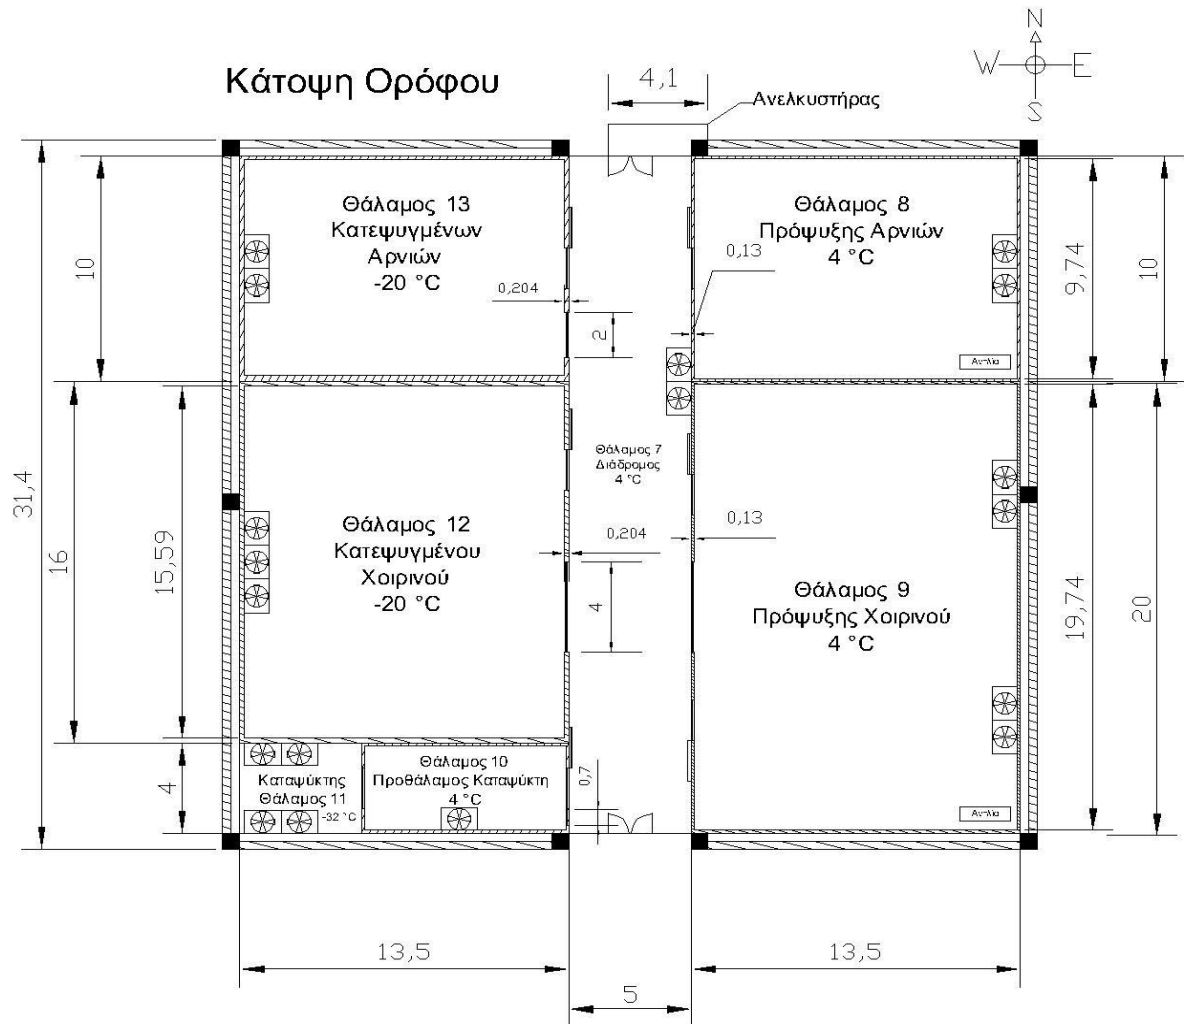 N
W E
S
Κάτοψη Ορόφου
4,1
Ανελκυστήρας
Θάλαμος 13
Κατεψυγμένων
Αρνιών
-20 °C
Θάλαμος 8
Πρόψυξης Αρνιών
4 °C
0,13
0,204
10
2
9,74
10
Αντλία
Θάλαμος 7
Διάδρομος
4 °C
31,4
16
15,59
Θάλαμος 12
Κατεψυγμένου
Χοιρινού
-20 °C
0,204
0,13
4
Θάλαμος 9
Πρόψυξης Χοιρινού
4 °C
19,74
20
4
Καταψύκτης
Θάλαμος 11
-32 °C
Θάλαμος 10
Προθάλαμος Καταψύκτη
4 °C
0,7
Αντλία
13,5
5
13,5